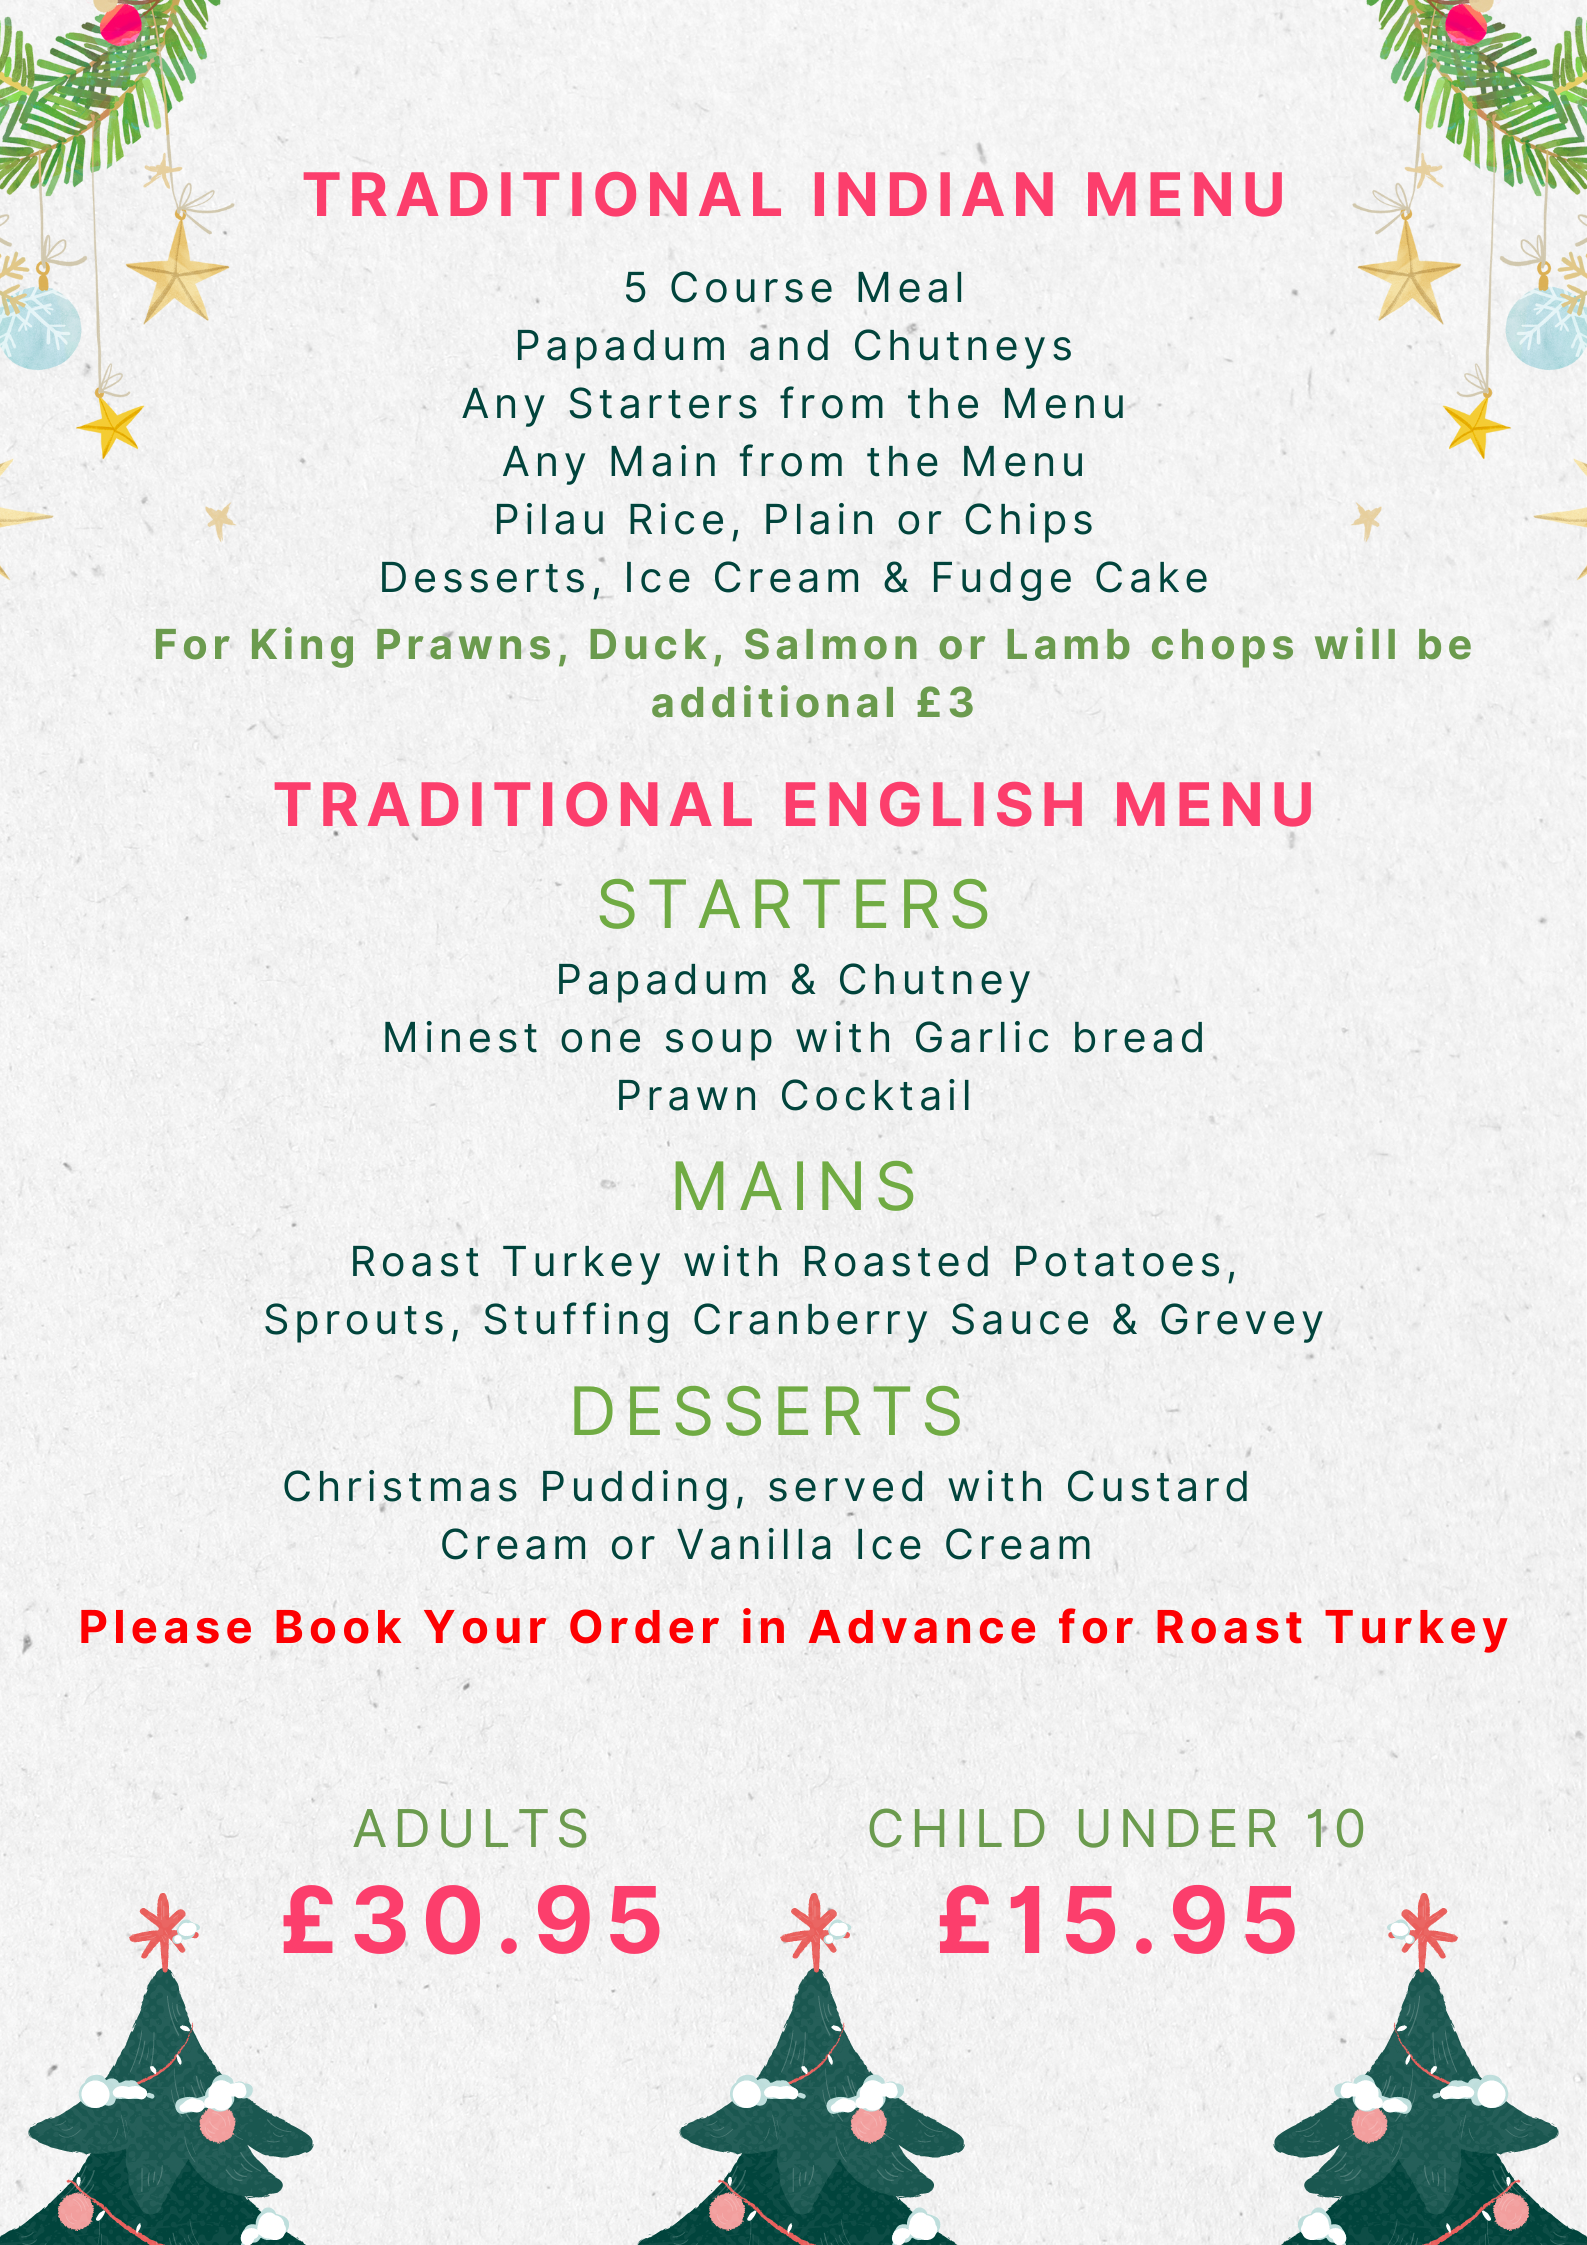 TRADITIONAL INDIAN MENU
5 Course Meal
Papadum and Chutneys
Any Starters from the Menu
Any Main from the Menu
Pilau Rice, Plain or Chips
Desserts, Ice Cream & Fudge Cake
For King Prawns, Duck, Salmon or Lamb chops will be
additional £3
TRADITIONAL ENGLISH MENU
STARTERS
Papadum & Chutney
Minest one soup with Garlic bread
Prawn Cocktail
MAINS
Roast Turkey with Roasted Potatoes,
Sprouts, Stuffing Cranberry Sauce & Grevey
DESSERTS
Christmas Pudding, served with Custard
Cream or Vanilla Ice Cream
Please Book Your Order in Advance for Roast Turkey
ADULTS
£30.95
CHILD UNDER 10
£15.95